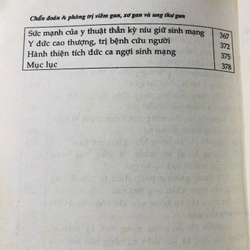 Chẩn đoán & phòng trị viêm gan, xơ gan và ung thư gan
Sức mạnh của y thuật thần kỳ níu giữ sinh mạng 367
Y đức cao thượng, trị bệnh cứu người 372
Hành thiện tích đức ca ngợi sinh mạng 375
Mục lục 378